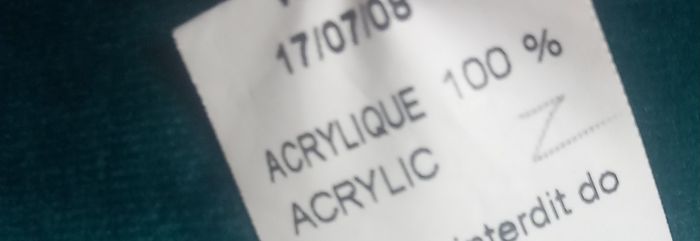 17/07/08
ACRYLIQUE 100 %
ACRYLIC
interdit do